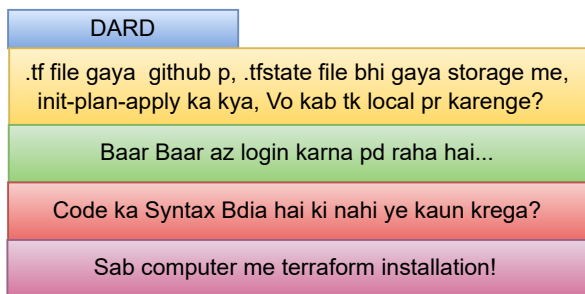 DARD
.tf file gaya  github p, .tfstate file bhi gaya storage me,
init-plan-apply ka kya, Vo kab tk local pr karenge?
Baar Baar az login karna pd raha hai...
Code ka Syntax Bdia hai ki nahi ye kaun krega?
Sab computer me terraform installation!